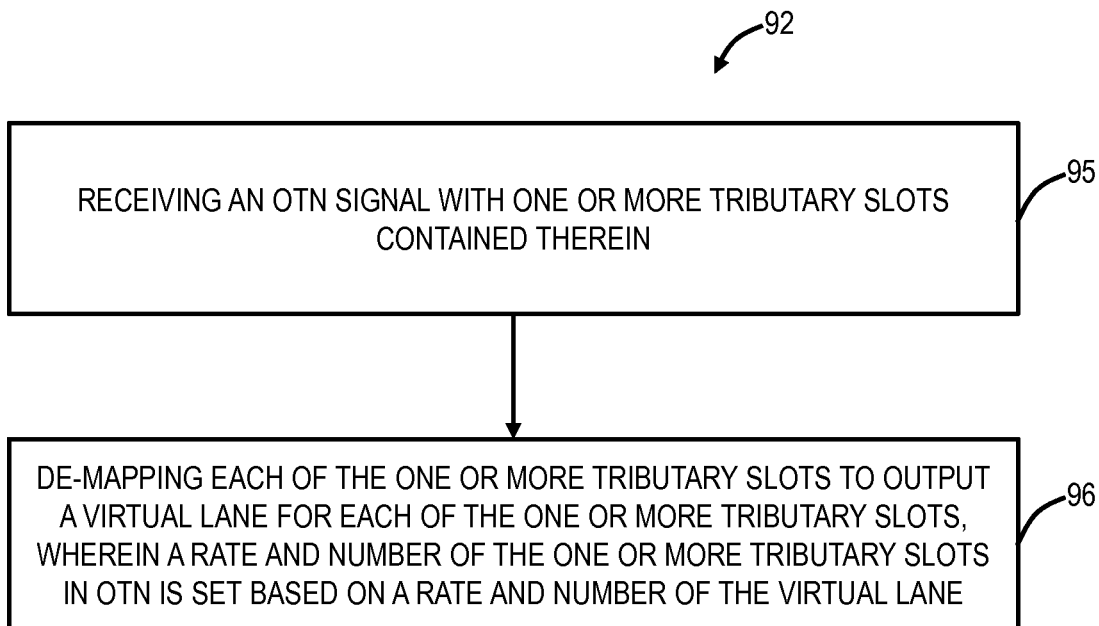 92
RECEIVING AN OTN SIGNAL WITH ONE OR MORE TRIBUTARY SLOTS
CONTAINED THEREIN
95
DE-MAPPING EACH OF THE ONE OR MORE TRIBUTARY SLOTS TO OUTPUT
A VIRTUAL LANE FOR EACH OF THE ONE OR MORE TRIBUTARY SLOTS,
WHEREIN A RATE AND NUMBER OF THE ONE OR MORE TRIBUTARY SLOTS
IN OTN IS SET BASED ON A RATE AND NUMBER OF THE VIRTUAL LANE
96